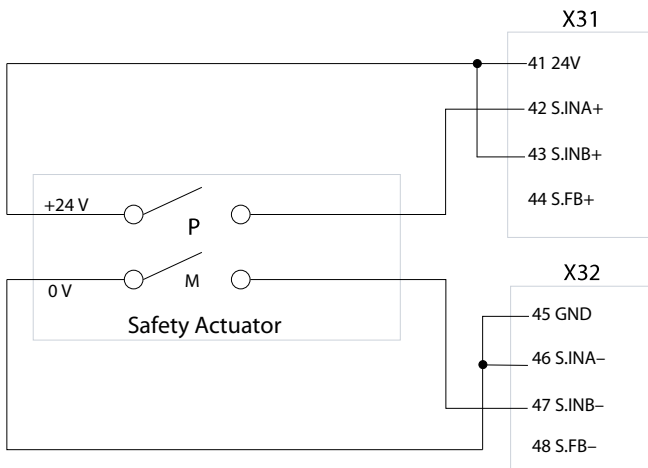 X31
41 24V
42 S.INA+
43 S.INB+
44 S.FB+
+24 V
P
M
0 V
Safety Actuator
X32
45 GND
46 S.INA–
47 S.INB–
48 S.FB–